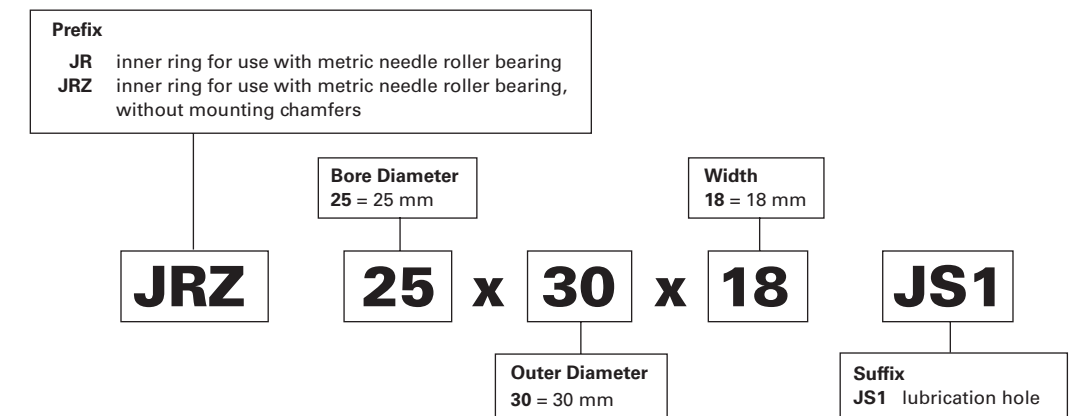 Prefix
JR inner ring for use with metric needle roller bearing
JRZ inner ring for use with metric needle roller bearing,
without mounting chamfers
Bore Diameter
25 = 25 mm
Width
18 = 18 mm
JRZ 25 x 30 x 18 JS1
Outer Diameter
30 = 30 mm
Suffix
JS1 lubrication hole